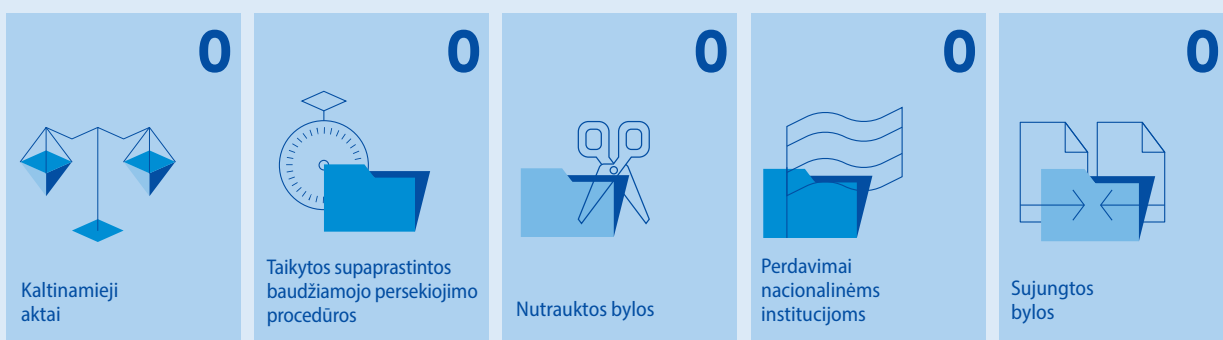 0
Kaltinamieji
aktai
0
Taikytos supaprastintos
baudžiamojo persekiojimo
procedūros
0
Nutrauktos bylos
0
Perdavimai
nacionalinėms
institucijoms
0
Sujungtos
bylos